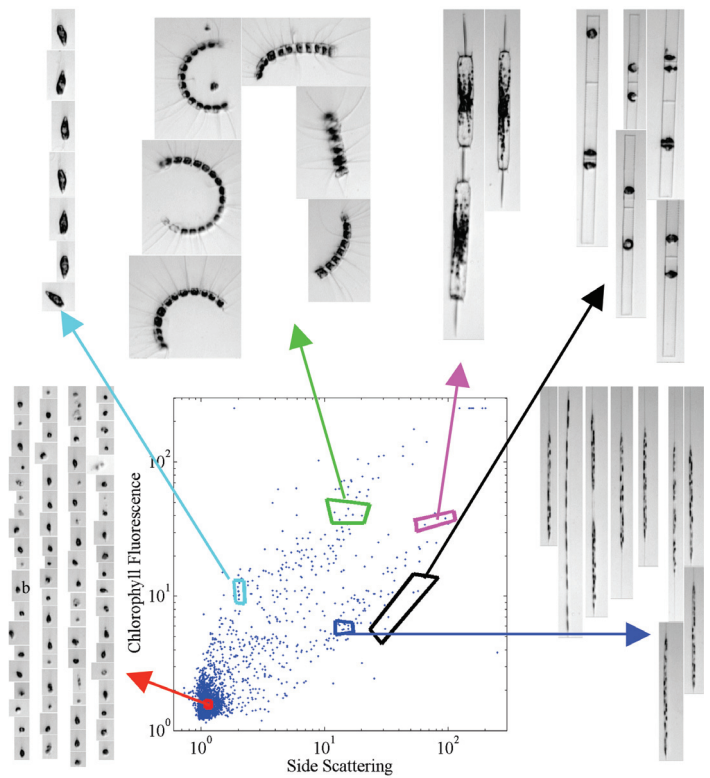 b
Chlorophyll Fluorescence
10²
10¹
10⁰
10⁰
10¹
10²
Side Scattering